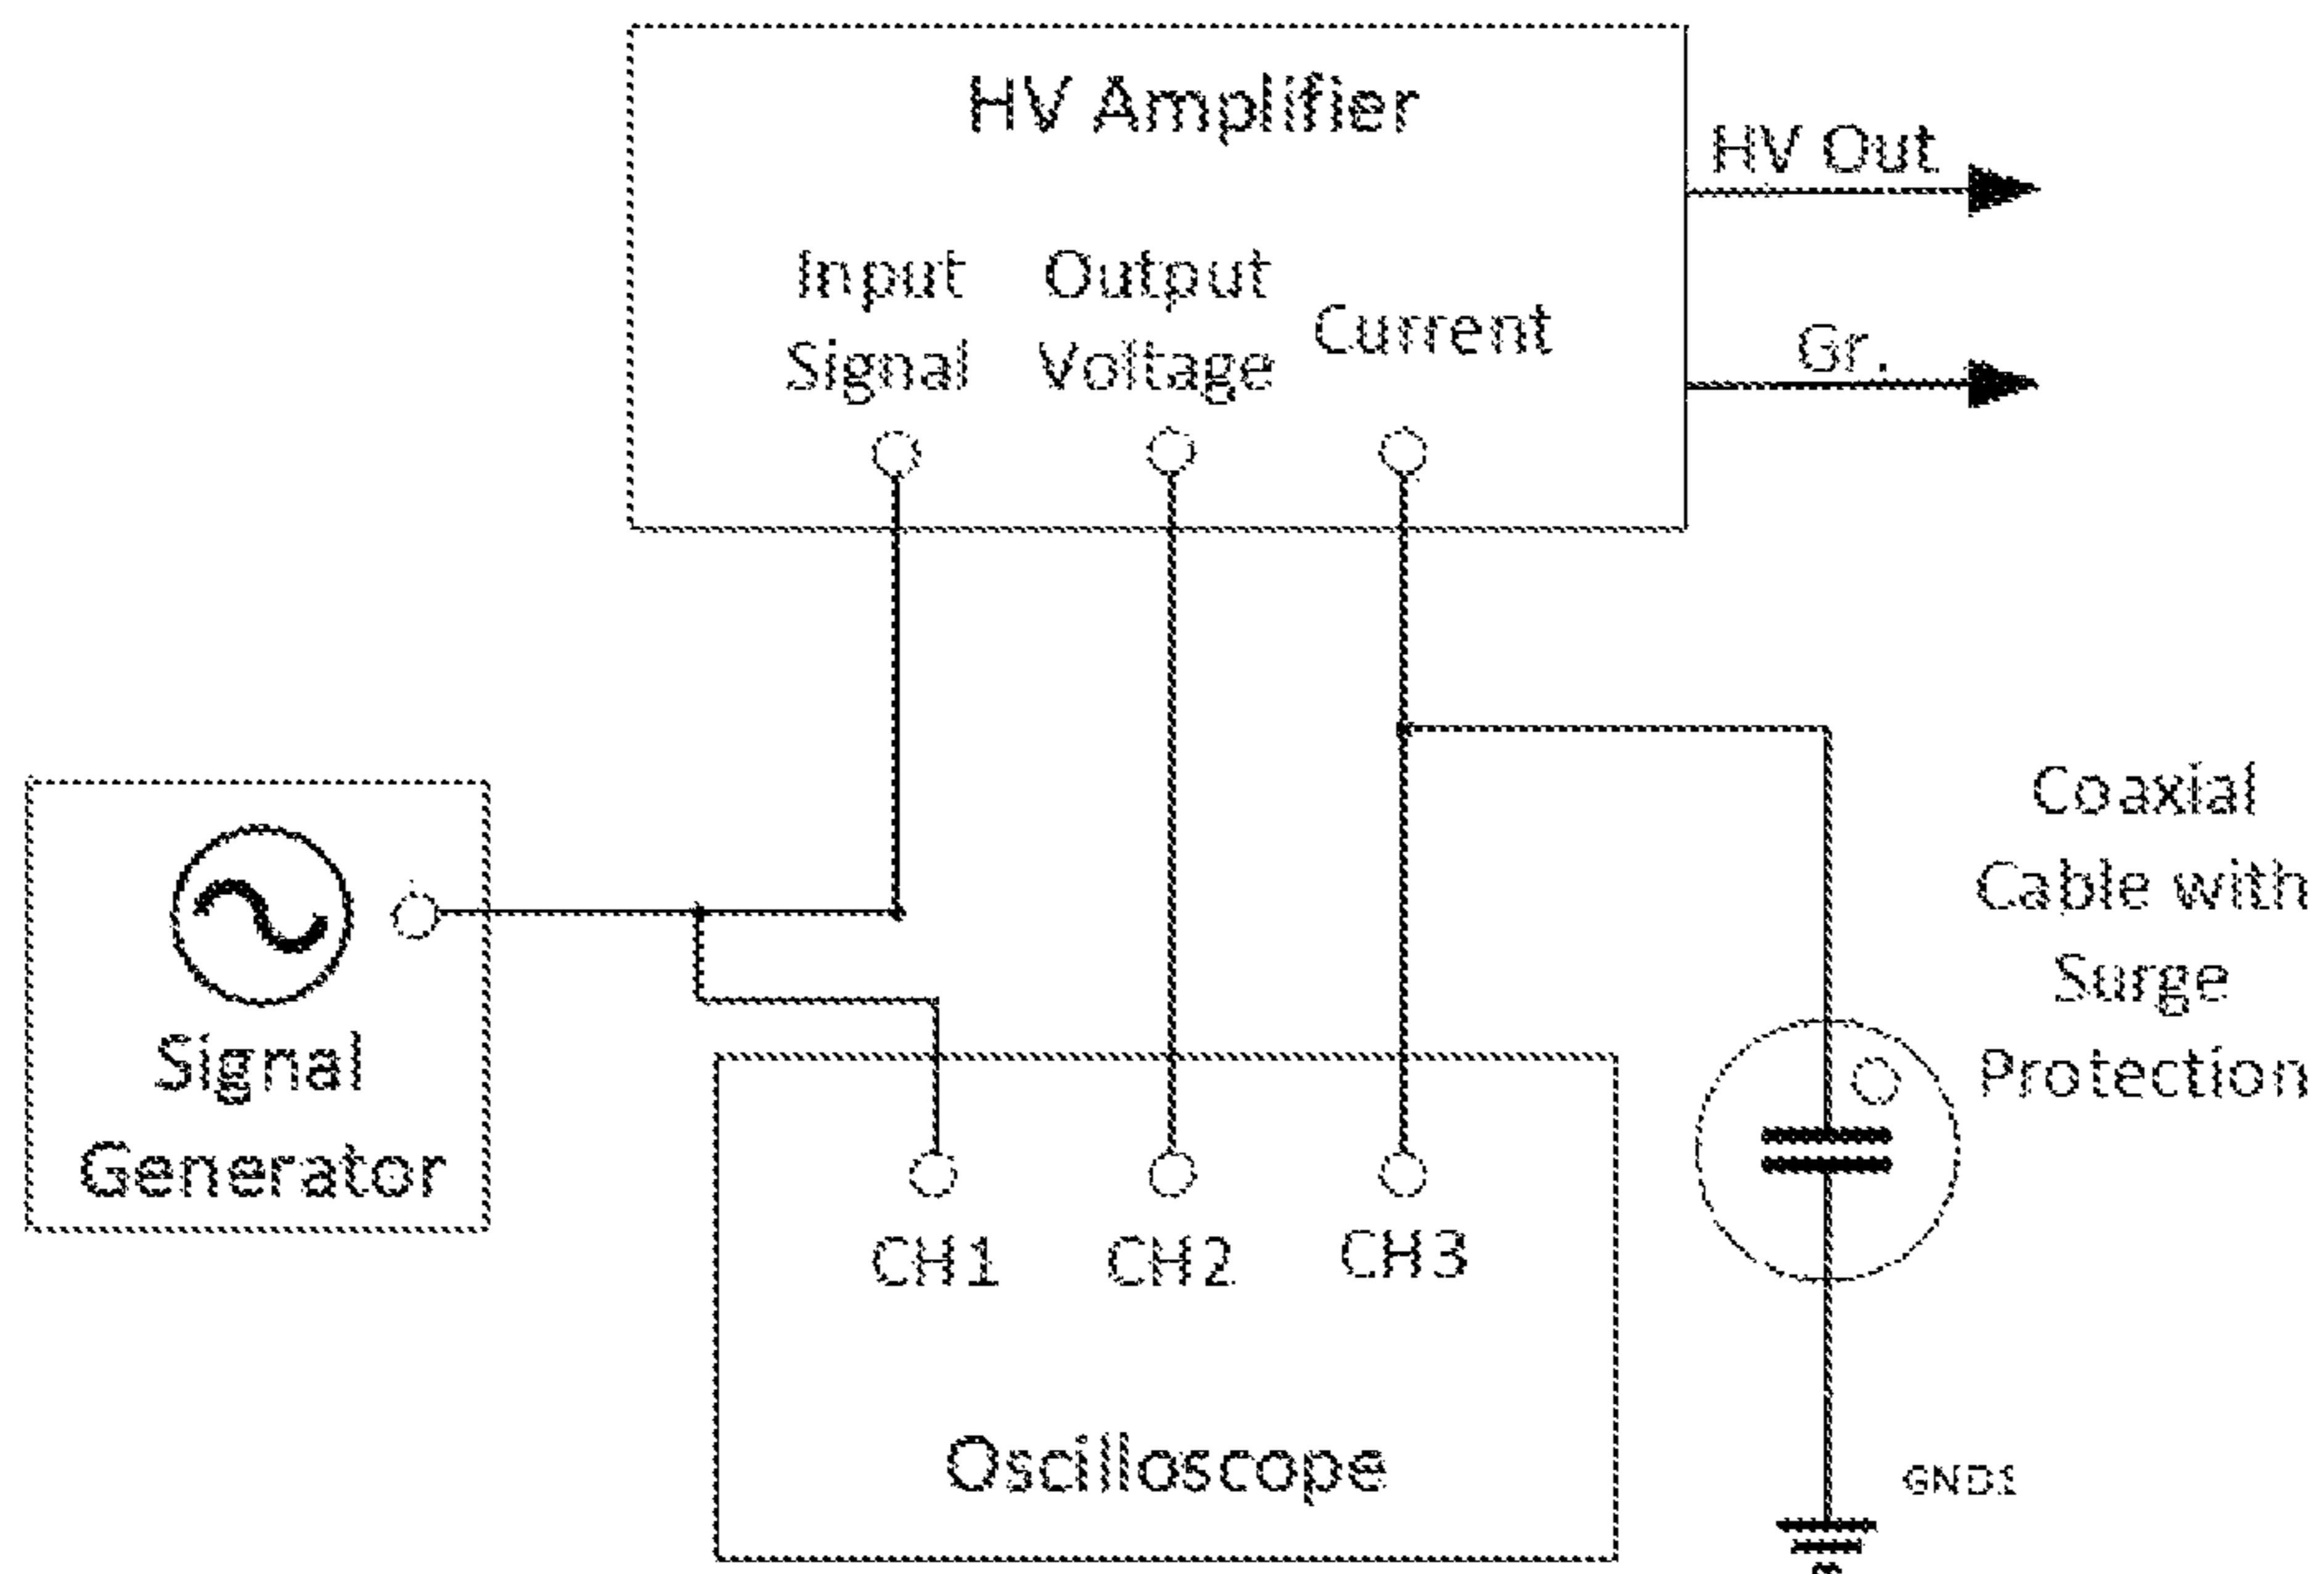 HV Amplifier
HV Out
Input
Signal
Output
Voltage
Current
Gr.
Signal
Generator
Coaxial
Cable with
Surge
Protection
CH1
CH2
CH3
Oscilloscope
GND1